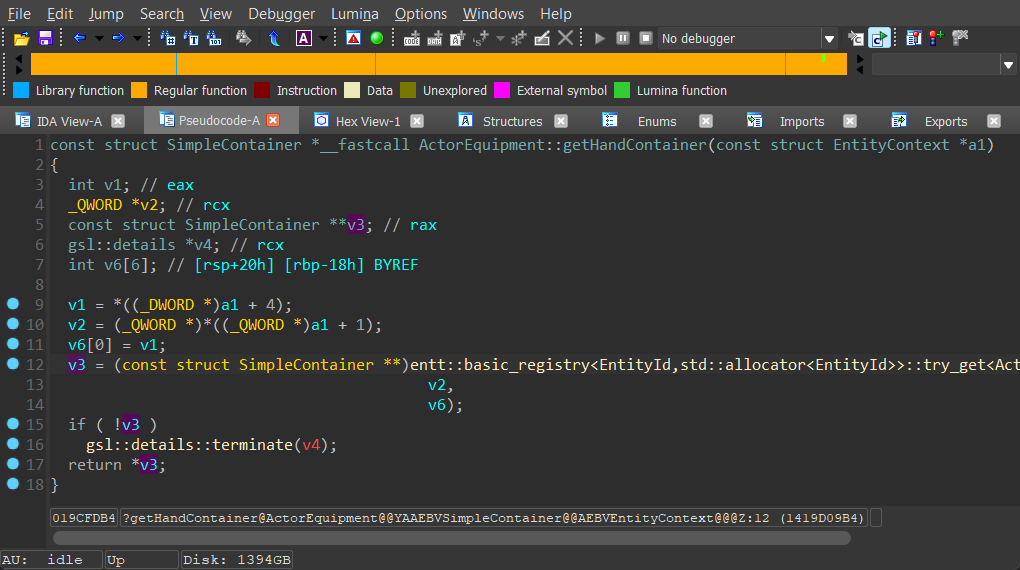 File Edit Jump Search View Debugger Lumina Options Windows Help
A No debugger
Library function Regular function Instruction Data Unexplored External symbol Lumina function
IDA View-A Pseudocode-A Hex View-1 Structures Enums Imports Exports
1 const struct SimpleContainer *__fastcall ActorEquipment::getHandContainer(const struct EntityContext *a1)
2 {
3 int v1; // eax
4 _QWORD *v2; // rcx
5 const struct SimpleContainer **v3; // rax
6 gsl::details *v4; // rcx
7 int v6[6]; // [rsp+20h] [rbp-18h] BYREF
8
9 v1 = *((_DWORD *)a1 + 4);
10 v2 = (_QWORD *)*((_QWORD *)a1 + 1);
11 v6[0] = v1;
12 v3 = (const struct SimpleContainer **)entt::basic_registry<EntityId,std::allocator<EntityId>>::try_get<Act
13 v2,
14 v6);
15 if ( !v3 )
16 gsl::details::terminate(v4);
17 return *v3;
18 }
019CFDB4 ?getHandContainer@ActorEquipment@@YAAEBVSimpleContainer@@AEBVEntityContext@@@Z:12 (1419D09B4)
AU: idle Up Disk: 1394GB